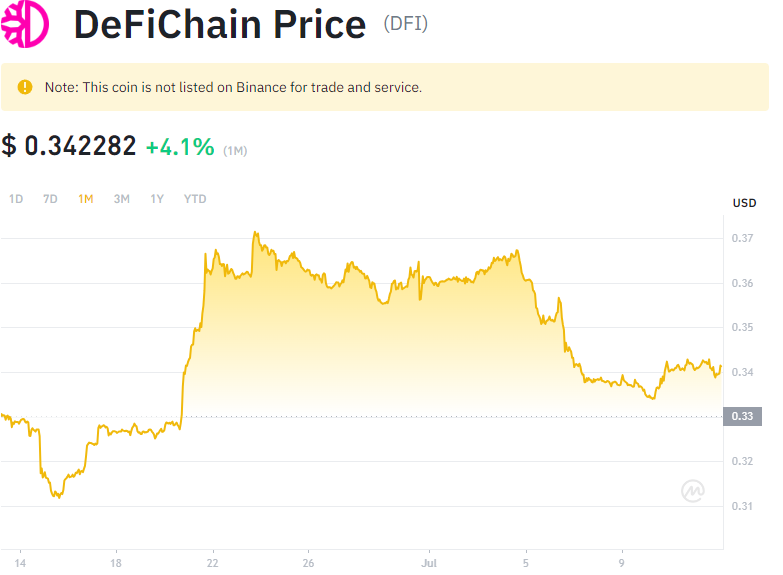 DeFiChain Price (DFI)
Note: This coin is not listed on Binance for trade and service.
$ 0.342282 +4.1% (1M)
1D 7D 1M 3M 1Y YTD
USD
0.37
0.36
0.35
0.34
0.33
0.32
0.31
14 18 22 26 Jul 5 9